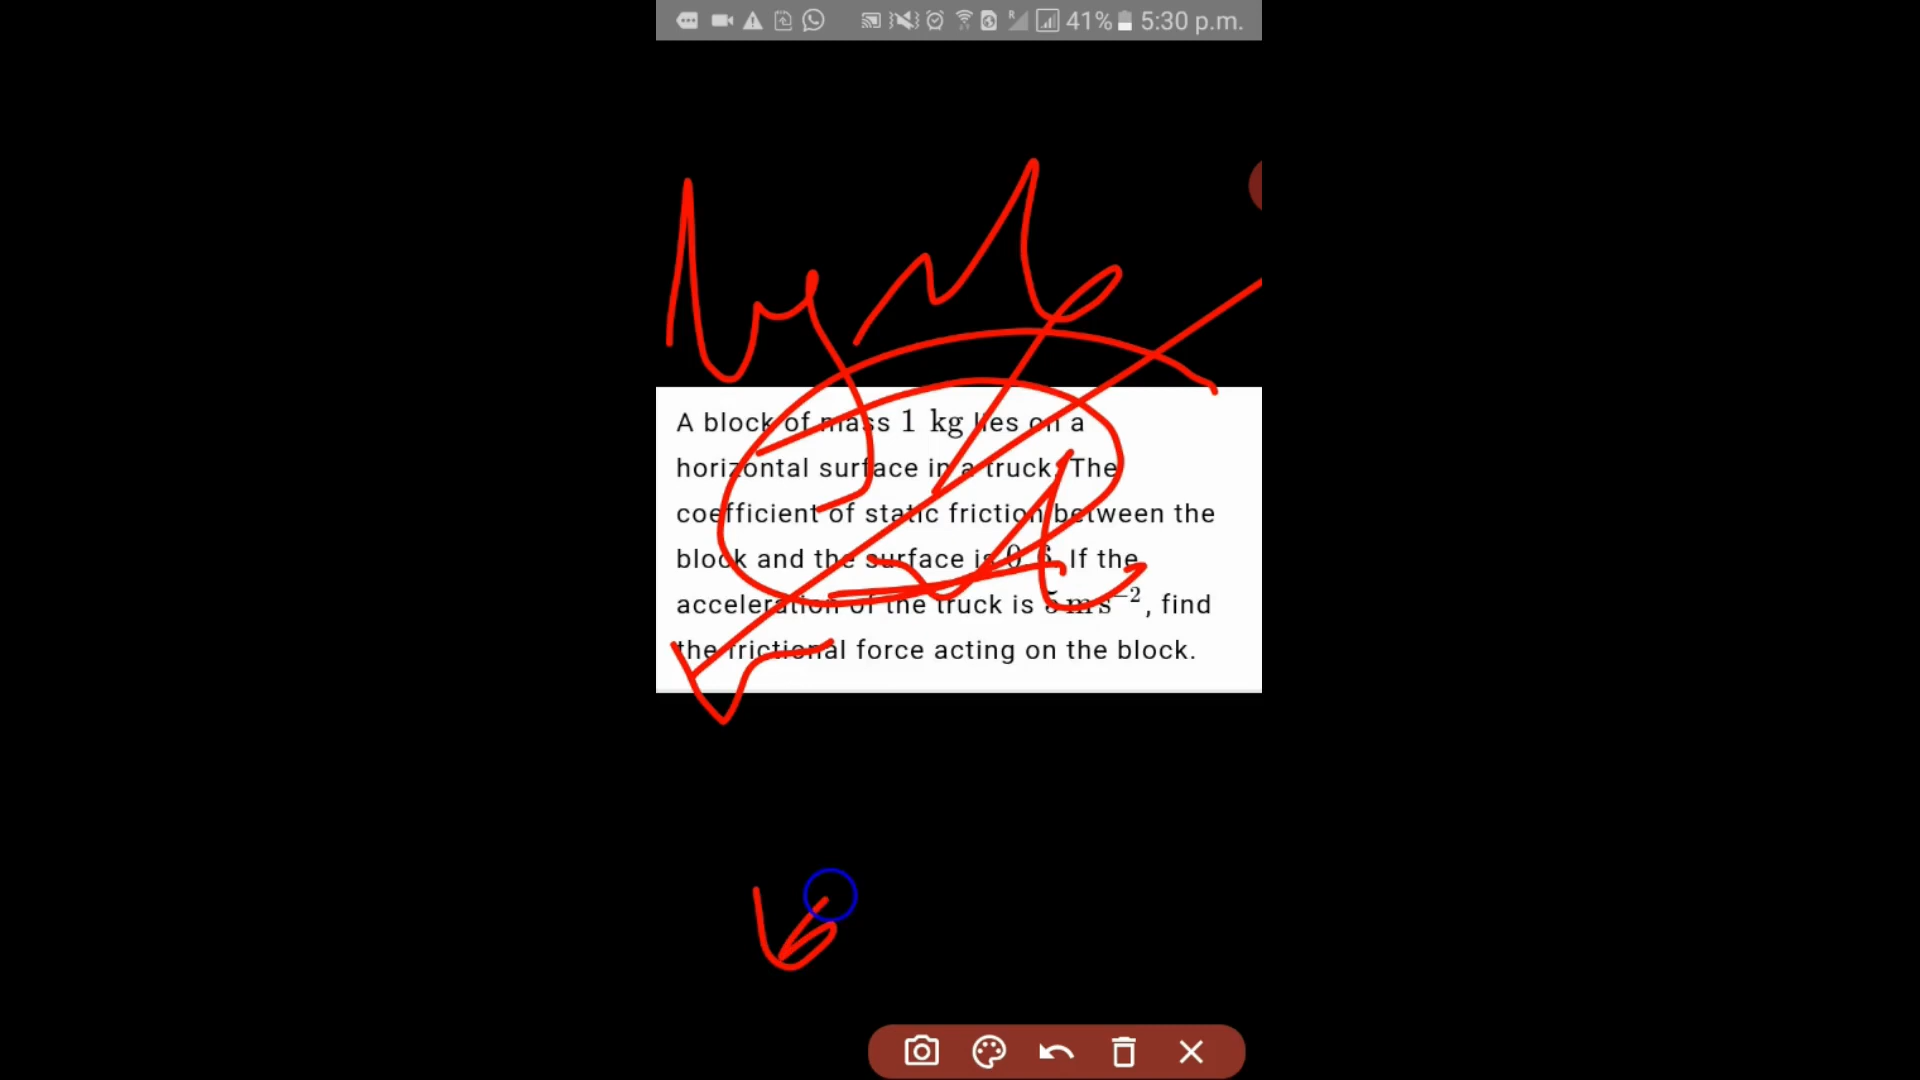 41% 5:30 p.m.
A block of mass 1 kg lies on a
horizontal surface in a truck. The
coefficient of static friction between the
block and the surface is 0.6. If the
acceleration of the truck is 5 m s⁻², find
the frictional force acting on the block.